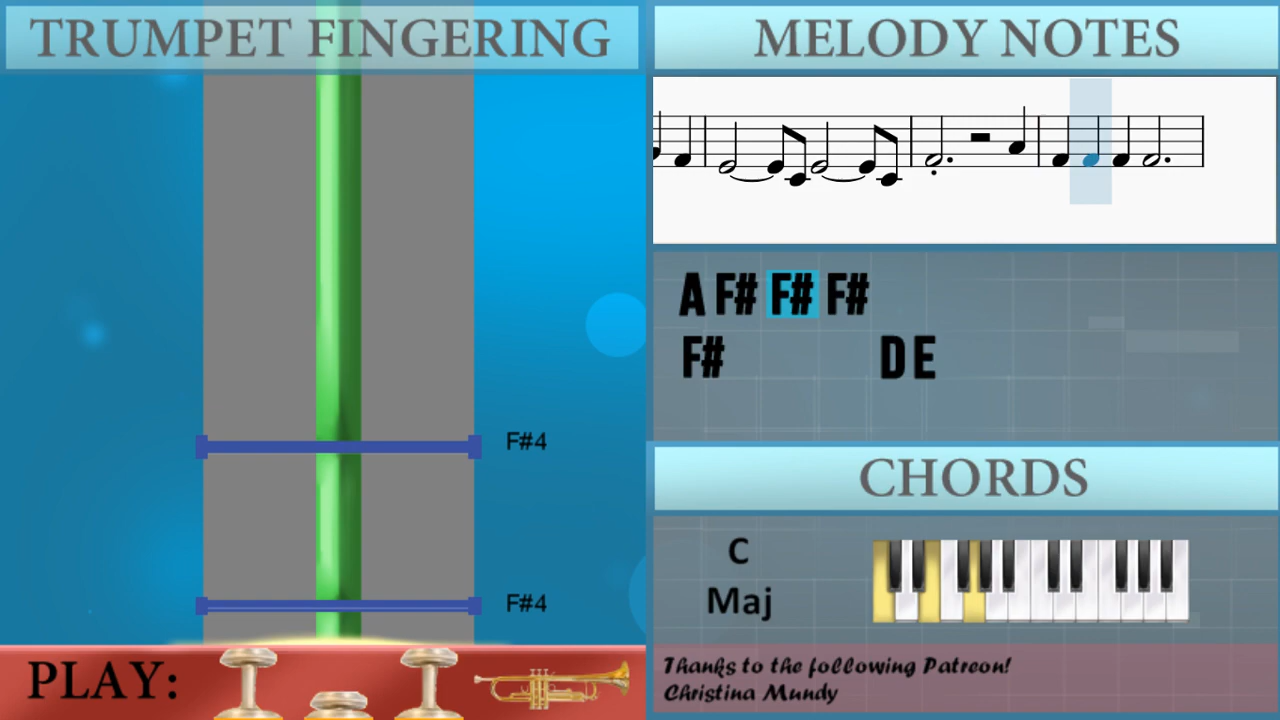 TRUMPET FINGERING
F#4
F#4
PLAY:
MELODY NOTES
A F# F# F#
F# D E
CHORDS
C
Maj
Thanks to the following Patreon!
Christina Mundy